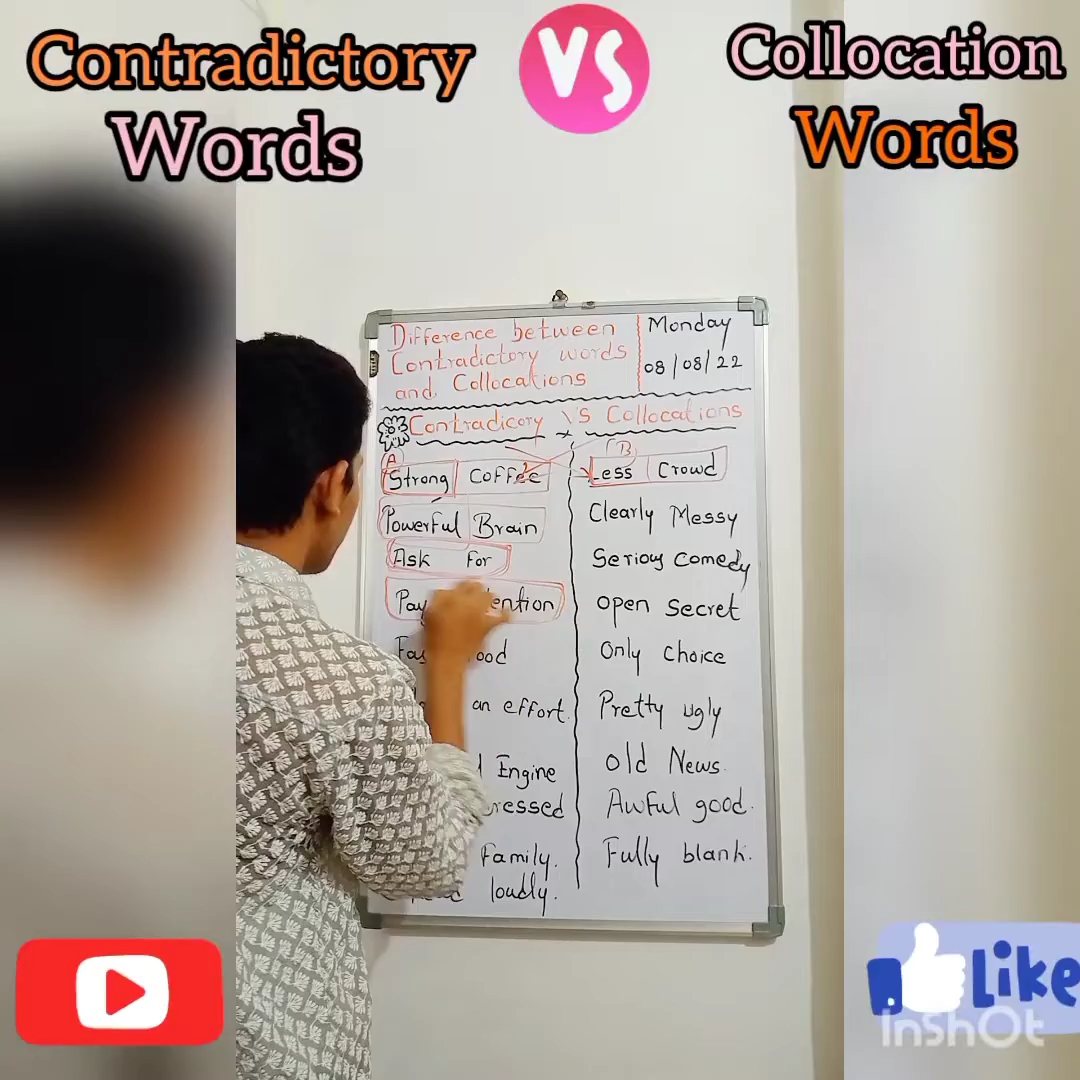 Contradictory
Words
VS
Collocation
Words
Difference between
Contradictory words
and Collocations
Monday
08/08/22
Contradicory VS Collocations
A
B
Strong Coffee
Less Crowd
Powerful Brain
Clearly Messy
Ask For
Serioy Comedy
Pay
Open Secret
Only Choice
an effort.
Pretty ugly
Engine
Old News.
Awful good.
Family.
Fully blank.
loudly.
Like
InShOt